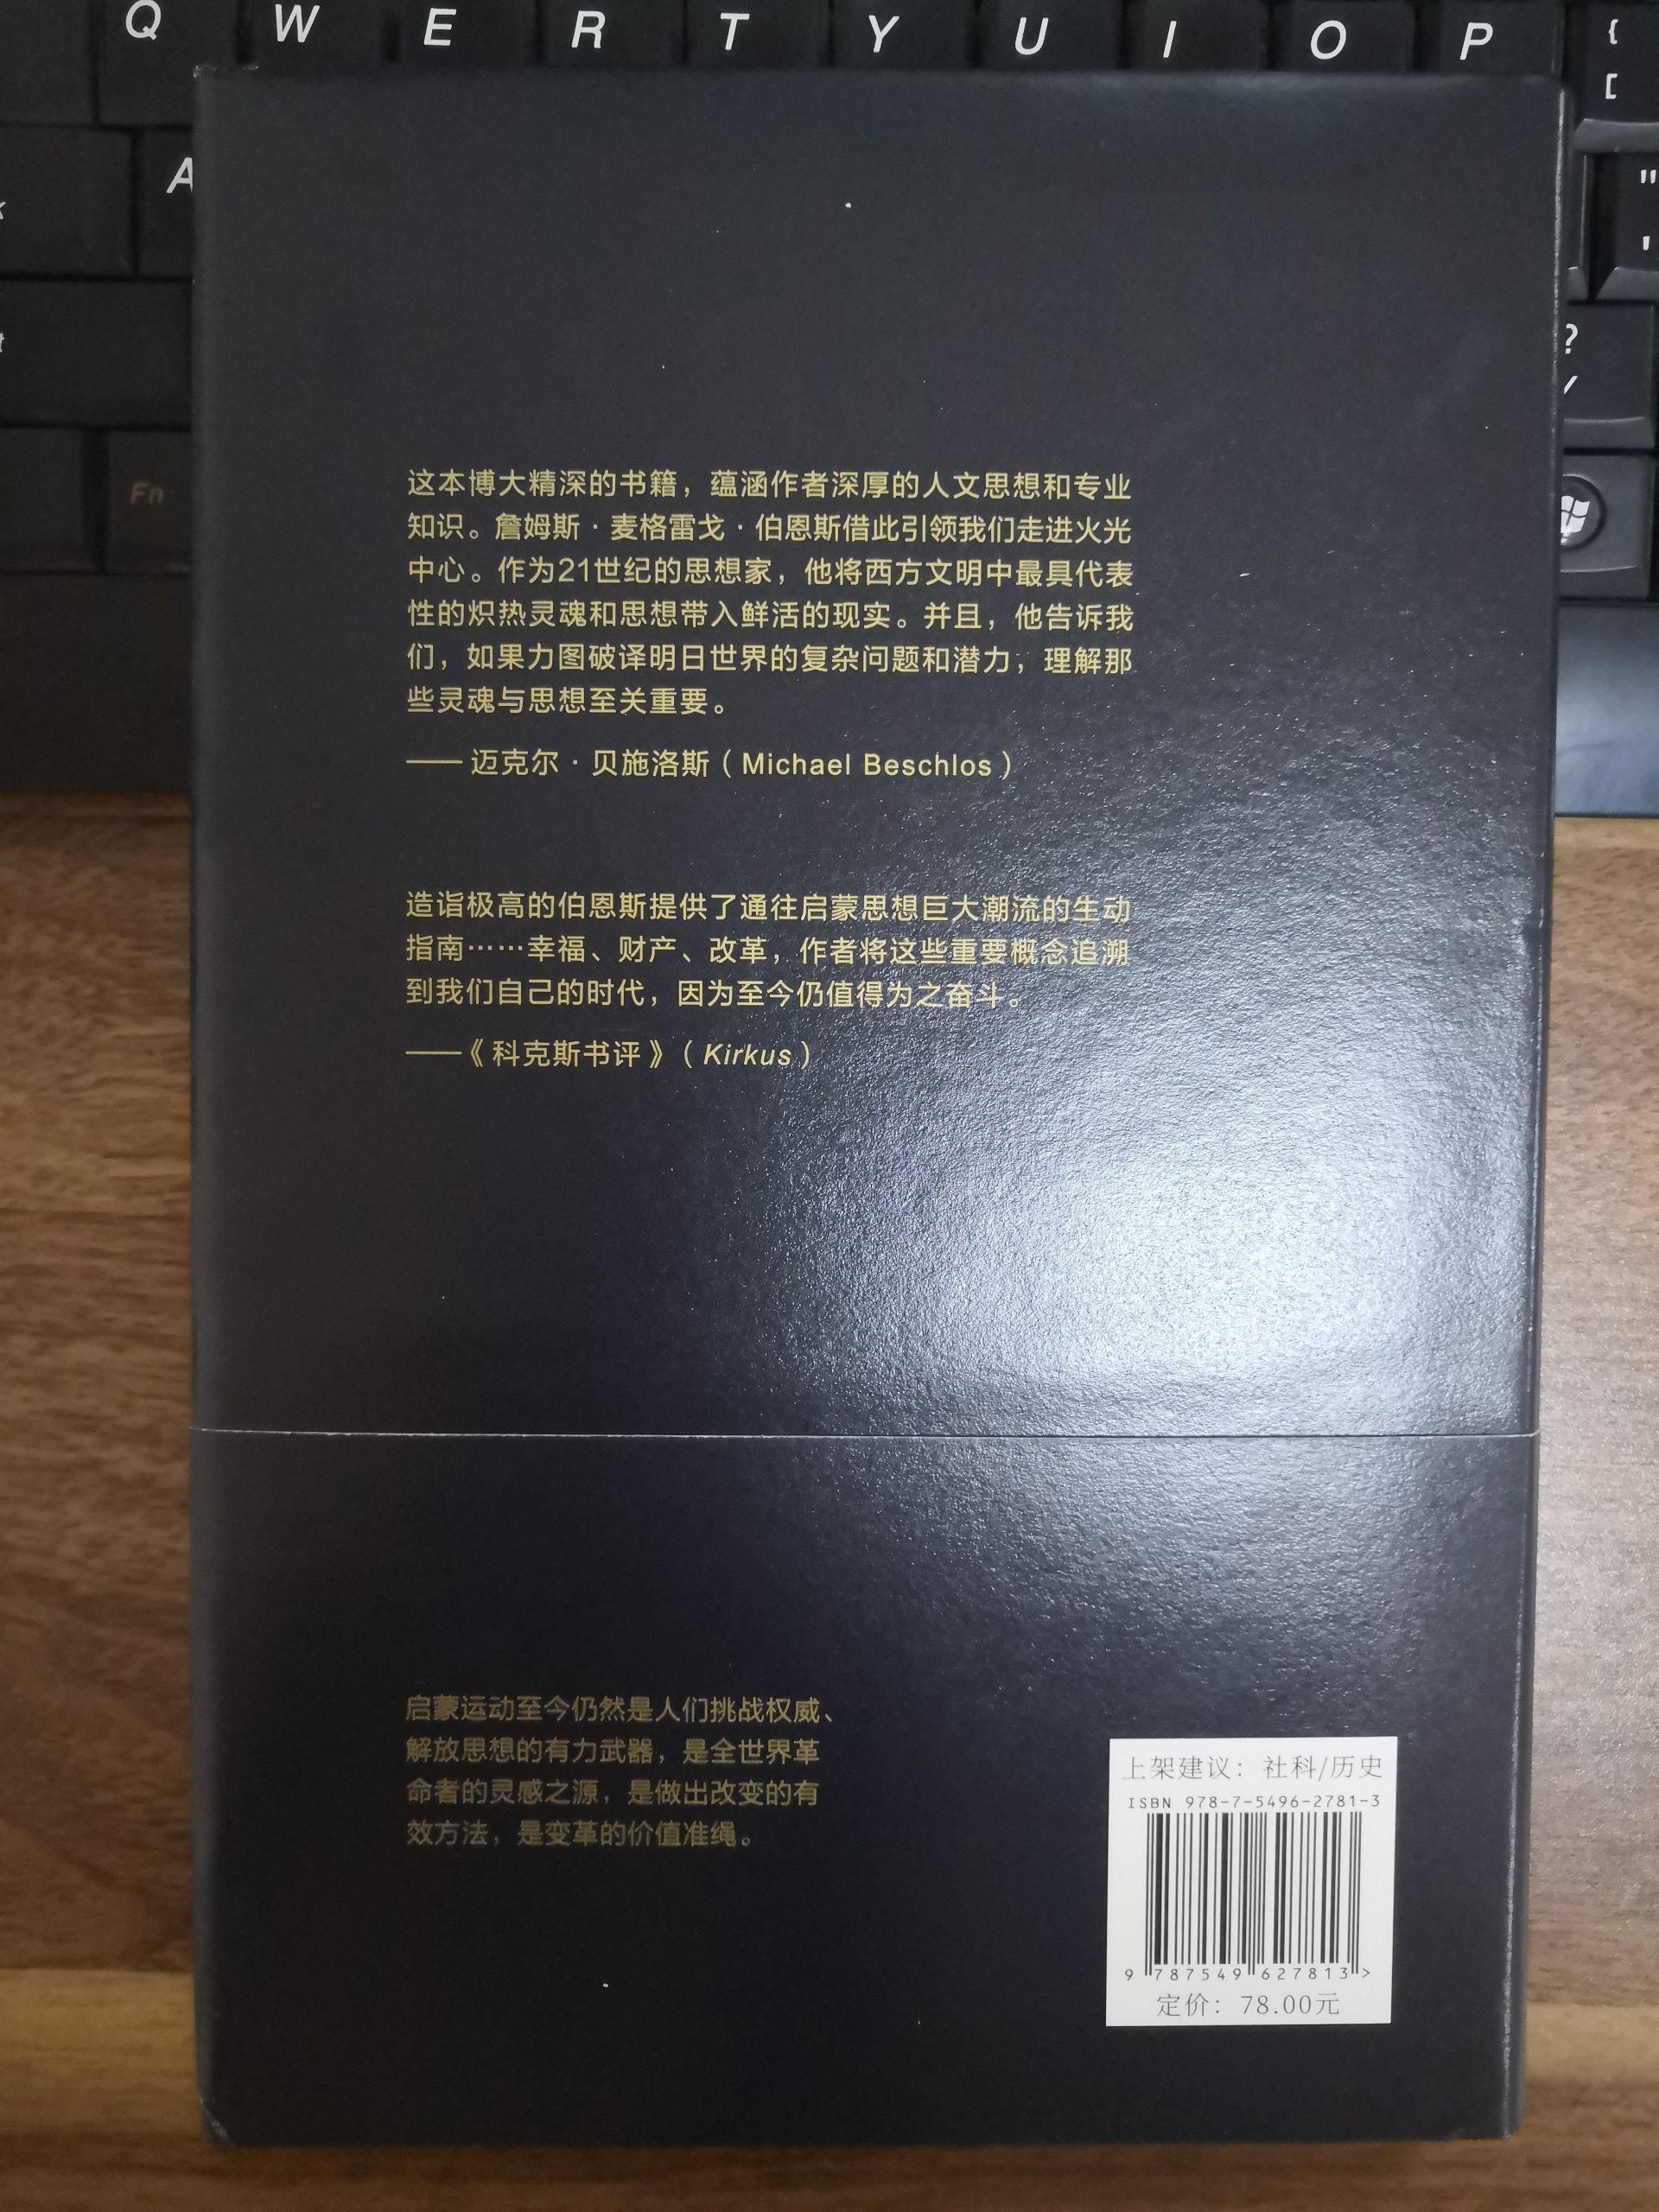 Q W E R T Y U I O P { [
A " '
? /
Fn
这本博大精深的书籍，蕴涵作者深厚的人文思想和专业
知识。詹姆斯·麦格雷戈·伯恩斯借此引领我们走进火光
中心。作为21世纪的思想家，他将西方文明中最具代表
性的炽热灵魂和思想带入鲜活的现实。并且，他告诉我
们，如果力图破译明日世界的复杂问题和潜力，理解那
些灵魂与思想至关重要。
——迈克尔·贝施洛斯（Michael Beschlos）
造诣极高的伯恩斯提供了通往启蒙思想巨大潮流的生动
指南……幸福、财产、改革，作者将这些重要概念追溯
到我们自己的时代，因为至今仍值得为之奋斗。
——《科克斯书评》（Kirkus）
启蒙运动至今仍然是人们挑战权威、
解放思想的有力武器，是全世界革
命者的灵感之源，是做出改变的有
效方法，是变革的价值准绳。
上架建议：社科/历史
ISBN 978-7-5496-2781-3
9 787549 627813 >
定价：78.00元